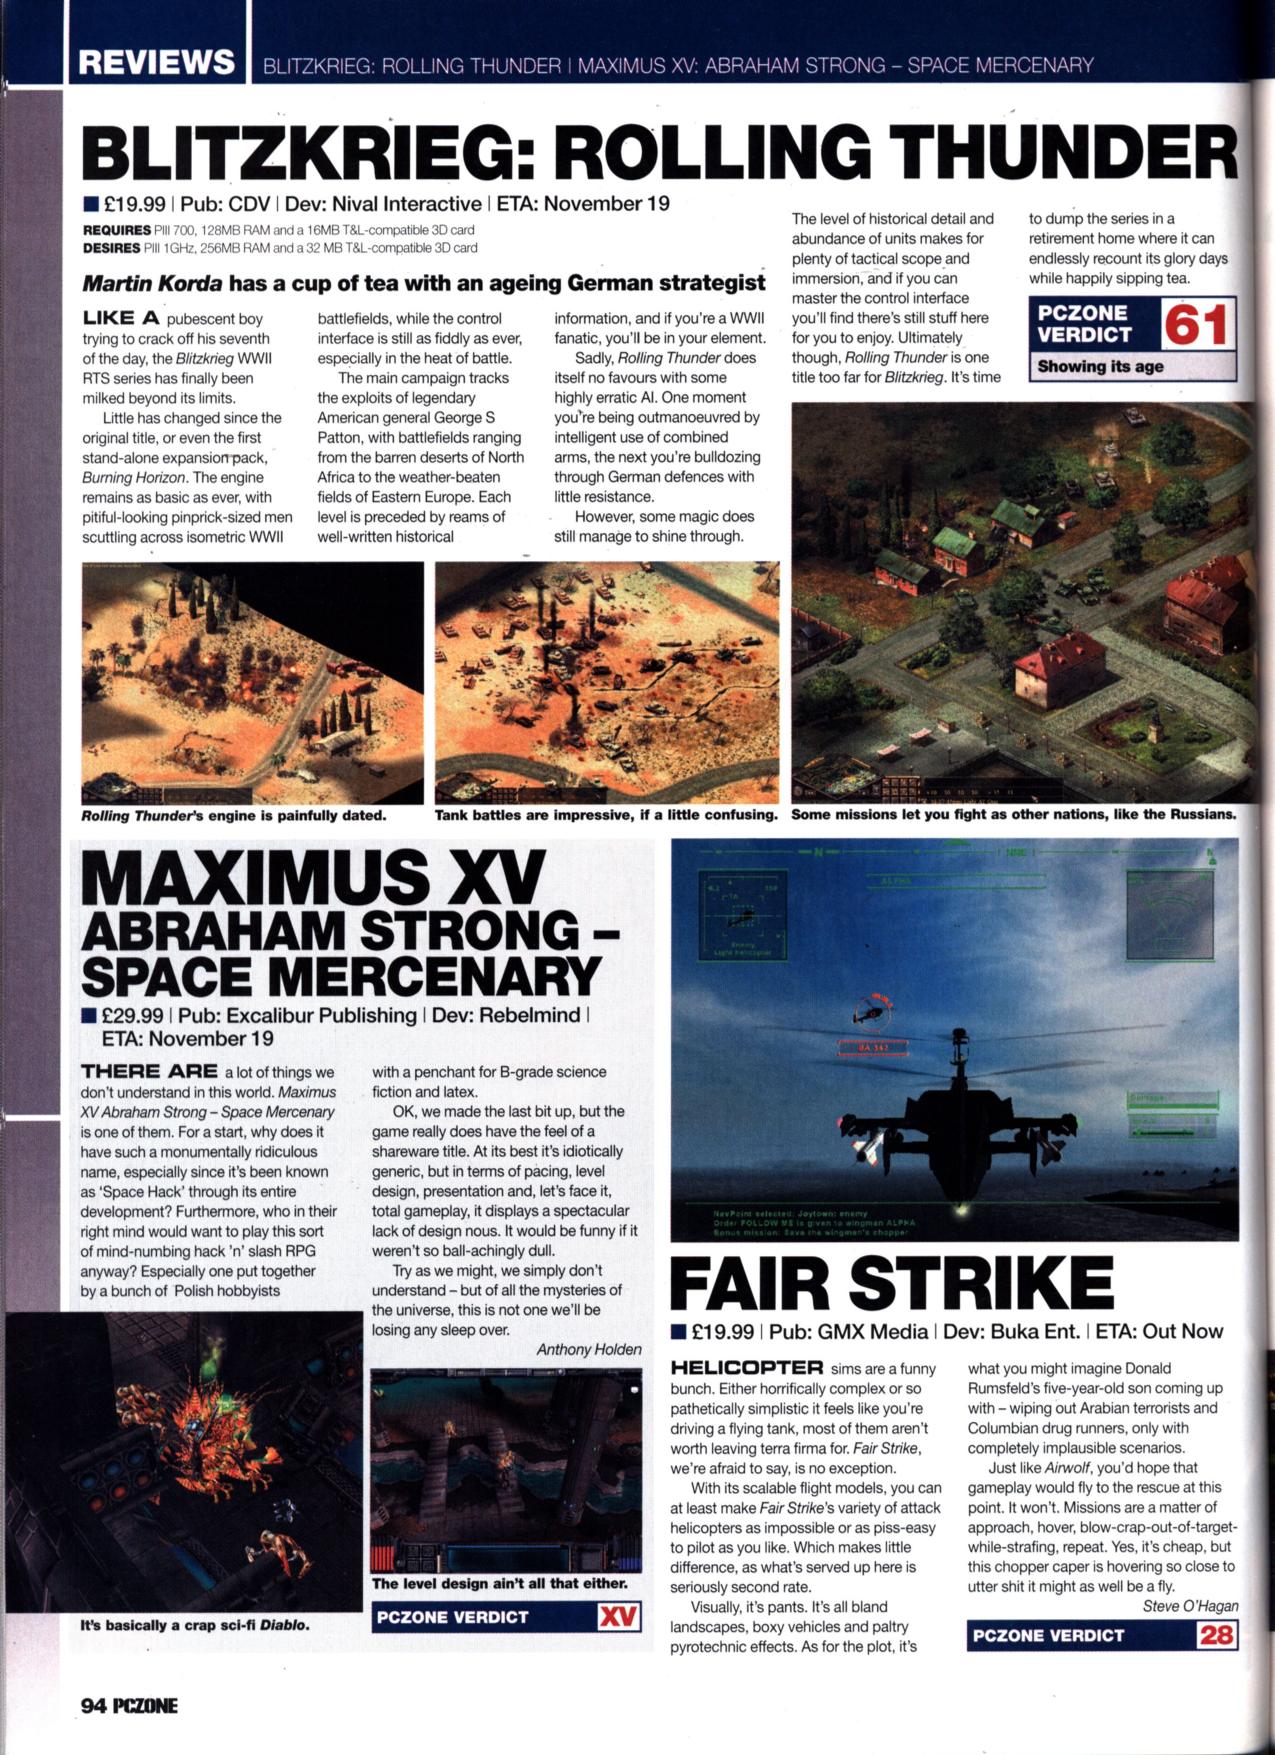 REVIEWS
BLITZKRIEG: ROLLING THUNDER | MAXIMUS XV: ABRAHAM STRONG – SPACE MERCENARY
BLITZKRIEG: ROLLING THUNDER
£19.99 | Pub: CDV | Dev: Nival Interactive | ETA: November 19
REQUIRES PIII 700, 128MB RAM and a 16MB T&L-compatible 3D card
DESIRES PIII 1GHz, 256MB RAM and a 32 MB T&L-compatible 3D card
Martin Korda has a cup of tea with an ageing German strategist
LIKE A pubescent boy
trying to crack off his seventh
of the day, the Blitzkrieg WWII
RTS series has finally been
milked beyond its limits.
Little has changed since the
original title, or even the first
stand-alone expansion pack,
Burning Horizon. The engine
remains as basic as ever, with
pitiful-looking pinprick-sized men
scuttling across isometric WWII
battlefields, while the control
interface is still as fiddly as ever,
especially in the heat of battle.
The main campaign tracks
the exploits of legendary
American general George S
Patton, with battlefields ranging
from the barren deserts of North
Africa to the weather-beaten
fields of Eastern Europe. Each
level is preceded by reams of
well-written historical
information, and if you're a WWII
fanatic, you'll be in your element.
Sadly, Rolling Thunder does
itself no favours with some
highly erratic AI. One moment
you're being outmanoeuvred by
intelligent use of combined
arms, the next you're bulldozing
through German defences with
little resistance.
However, some magic does
still manage to shine through.
The level of historical detail and
abundance of units makes for
plenty of tactical scope and
immersion, and if you can
master the control interface
you'll find there's still stuff here
for you to enjoy. Ultimately
though, Rolling Thunder is one
title too far for Blitzkrieg. It's time
to dump the series in a
retirement home where it can
endlessly recount its glory days
while happily sipping tea.
PCZONE
VERDICT
61
Showing its age
Rolling Thunder's engine is painfully dated.
Tank battles are impressive, if a little confusing.
Some missions let you fight as other nations, like the Russians.
MAXIMUS XV
ABRAHAM STRONG –
SPACE MERCENARY
£29.99 | Pub: Excalibur Publishing | Dev: Rebelmind |
ETA: November 19
THERE ARE a lot of things we
don't understand in this world. Maximus
XV Abraham Strong – Space Mercenary
is one of them. For a start, why does it
have such a monumentally ridiculous
name, especially since it's been known
as 'Space Hack' through its entire
development? Furthermore, who in their
right mind would want to play this sort
of mind-numbing hack 'n' slash RPG
anyway? Especially one put together
by a bunch of Polish hobbyists
with a penchant for B-grade science
fiction and latex.
OK, we made the last bit up, but the
game really does have the feel of a
shareware title. At its best it's idiotically
generic, but in terms of pacing, level
design, presentation and, let's face it,
total gameplay, it displays a spectacular
lack of design nous. It would be funny if it
weren't so ball-achingly dull.
Try as we might, we simply don't
understand – but of all the mysteries of
the universe, this is not one we'll be
losing any sleep over.
Anthony Holden
It's basically a crap sci-fi Diablo.
The level design ain't all that either.
PCZONE VERDICT
XV
N
NNE
N
ALPHA
Enemy
Light helicopter
SA 342
Damage
NavPoint selected: Joytown: enemy
Order FOLLOW ME is given to wingman ALPHA
Bonus mission: Save the wingman's chopper
FAIR STRIKE
£19.99 | Pub: GMX Media | Dev: Buka Ent. | ETA: Out Now
HELICOPTER sims are a funny
bunch. Either horrifically complex or so
pathetically simplistic it feels like you're
driving a flying tank, most of them aren't
worth leaving terra firma for. Fair Strike,
we're afraid to say, is no exception.
With its scalable flight models, you can
at least make Fair Strike's variety of attack
helicopters as impossible or as piss-easy
to pilot as you like. Which makes little
difference, as what's served up here is
seriously second rate.
Visually, it's pants. It's all bland
landscapes, boxy vehicles and paltry
pyrotechnic effects. As for the plot, it's
what you might imagine Donald
Rumsfeld's five-year-old son coming up
with – wiping out Arabian terrorists and
Columbian drug runners, only with
completely implausible scenarios.
Just like Airwolf, you'd hope that
gameplay would fly to the rescue at this
point. It won't. Missions are a matter of
approach, hover, blow-crap-out-of-target-
while-strafing, repeat. Yes, it's cheap, but
this chopper caper is hovering so close to
utter shit it might as well be a fly.
Steve O'Hagan
PCZONE VERDICT
28
94 PCZONE